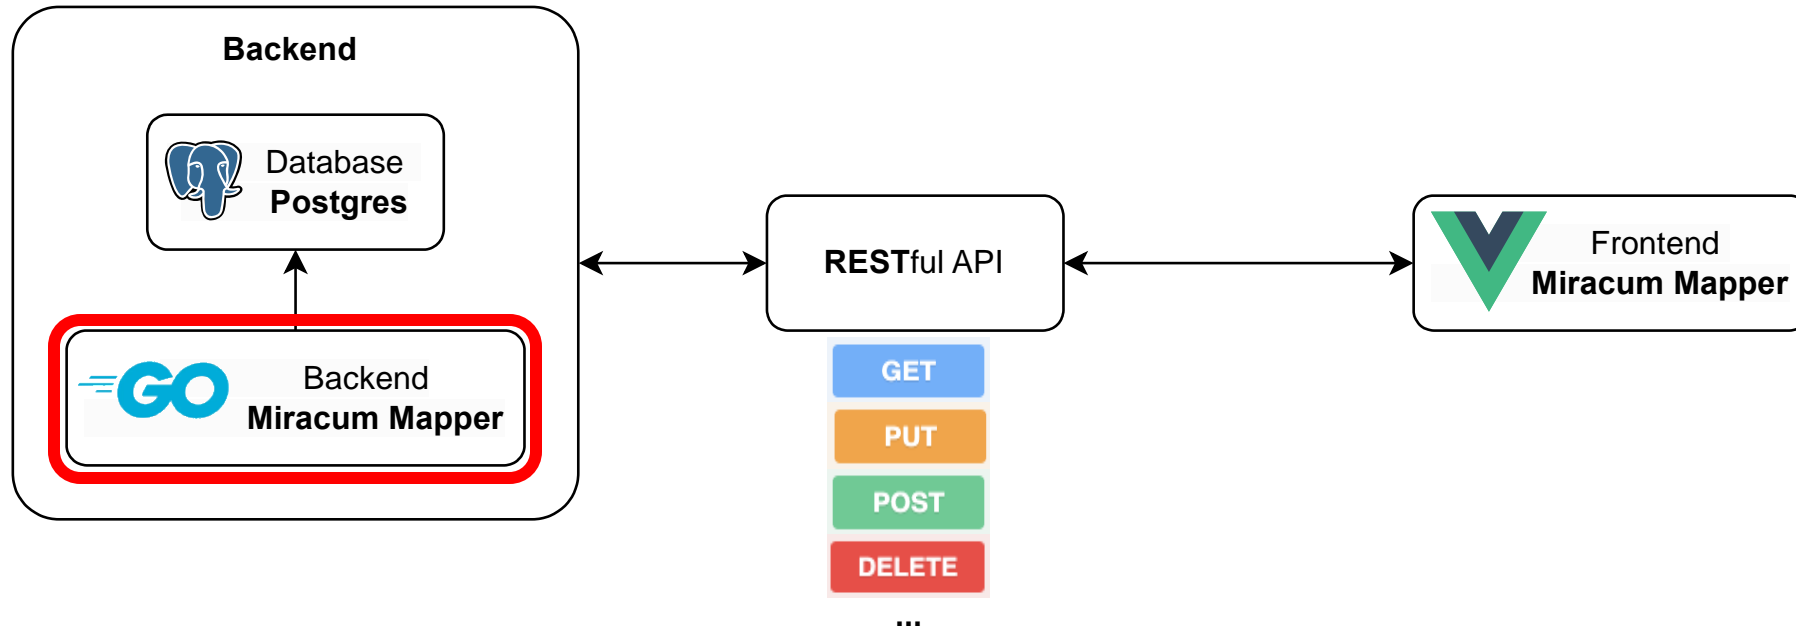 Backend
Database
Postgres
GO
Backend
Miracum Mapper
RESTful API
GET
PUT
POST
DELETE
...
Frontend
Miracum Mapper